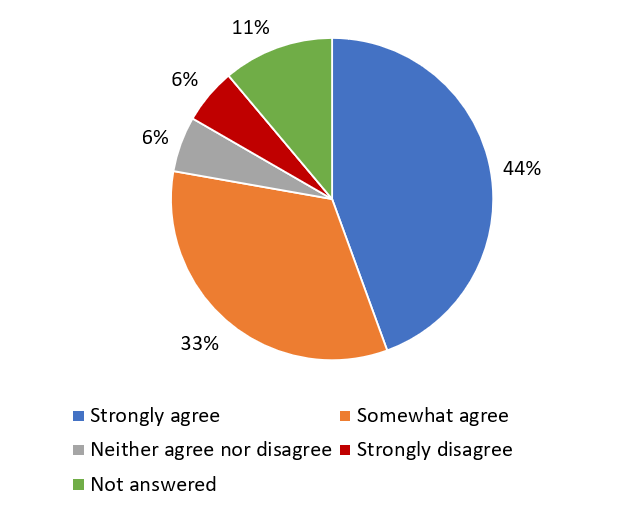 11%
6%
6%
44%
33%
Strongly agree
Somewhat agree
Neither agree nor disagree
Strongly disagree
Not answered